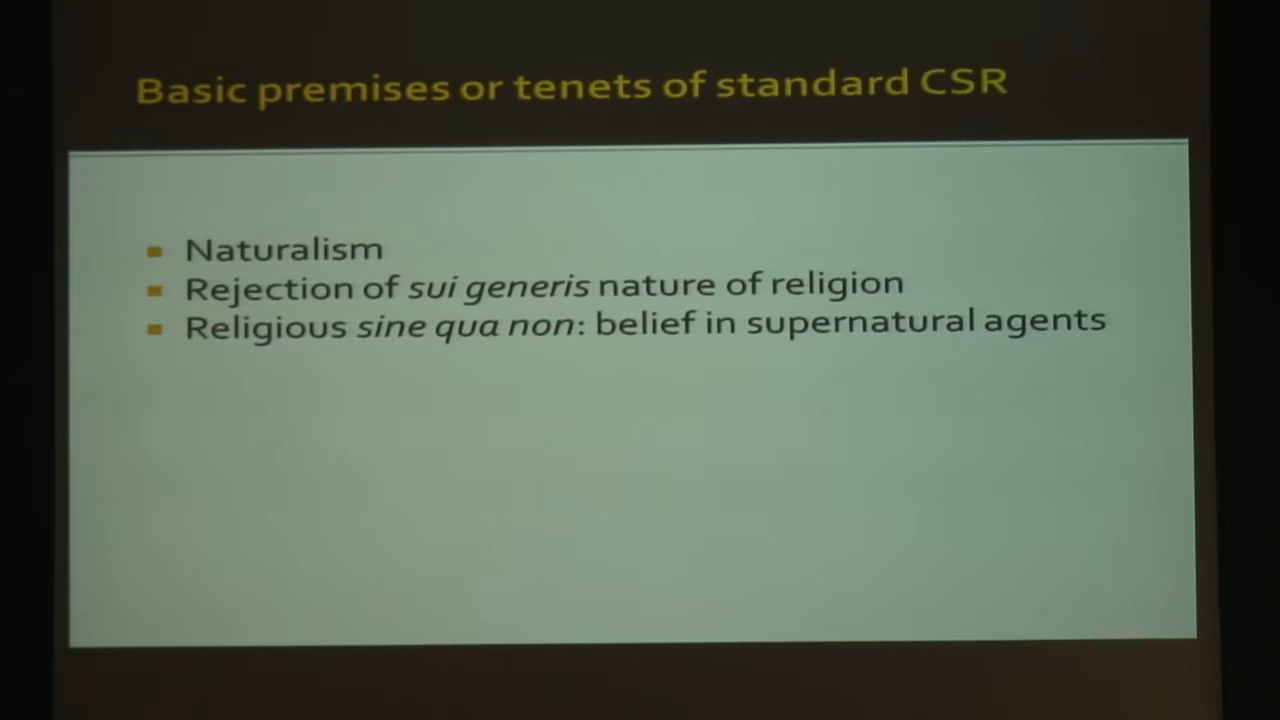 Basic premises or tenets of standard CSR
Naturalism
Rejection of sui generis nature of religion
Religious sine qua non: belief in supernatural agents